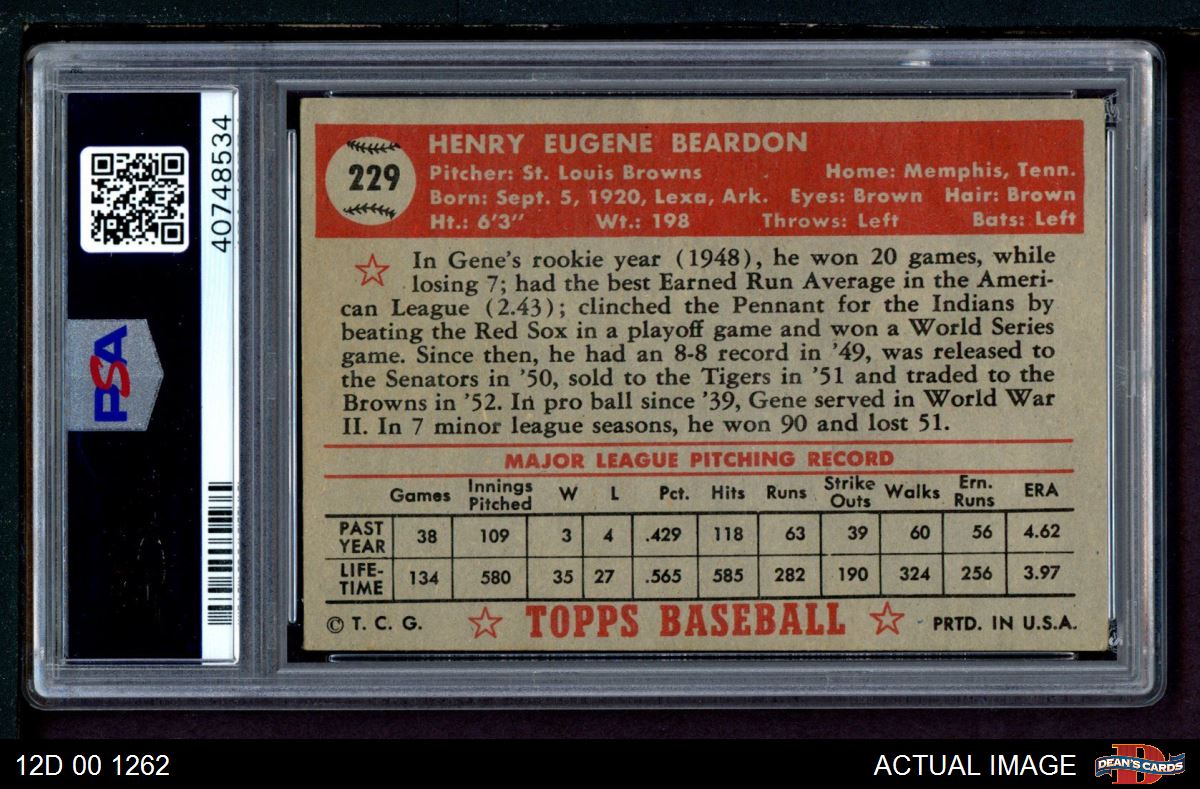 PSA
40748534
229
HENRY EUGENE BEARDON
Pitcher: St. Louis Browns Home: Memphis, Tenn.
Born: Sept. 5, 1920, Lexa, Ark. Eyes: Brown Hair: Brown
Ht.: 6'3" Wt.: 198 Throws: Left Bats: Left
In Gene's rookie year (1948), he won 20 games, while
losing 7; had the best Earned Run Average in the Ameri-
can League (2.43); clinched the Pennant for the Indians by
beating the Red Sox in a playoff game and won a World Series
game. Since then, he had an 8-8 record in '49, was released to
the Senators in '50, sold to the Tigers in '51 and traded to the
Browns in '52. In pro ball since '39, Gene served in World War
II. In 7 minor league seasons, he won 90 and lost 51.
MAJOR LEAGUE PITCHING RECORD
Games Innings Pitched W L Pct. Hits Runs Strike Outs Walks Ern. Runs ERA
PAST YEAR 38 109 3 4 .429 118 63 39 60 56 4.62
LIFE-TIME 134 580 35 27 .565 585 282 190 324 256 3.97
© T. C. G. TOPPS BASEBALL PRTD. IN U.S.A.
12D 00 1262 ACTUAL IMAGE DEAN'S CARDS